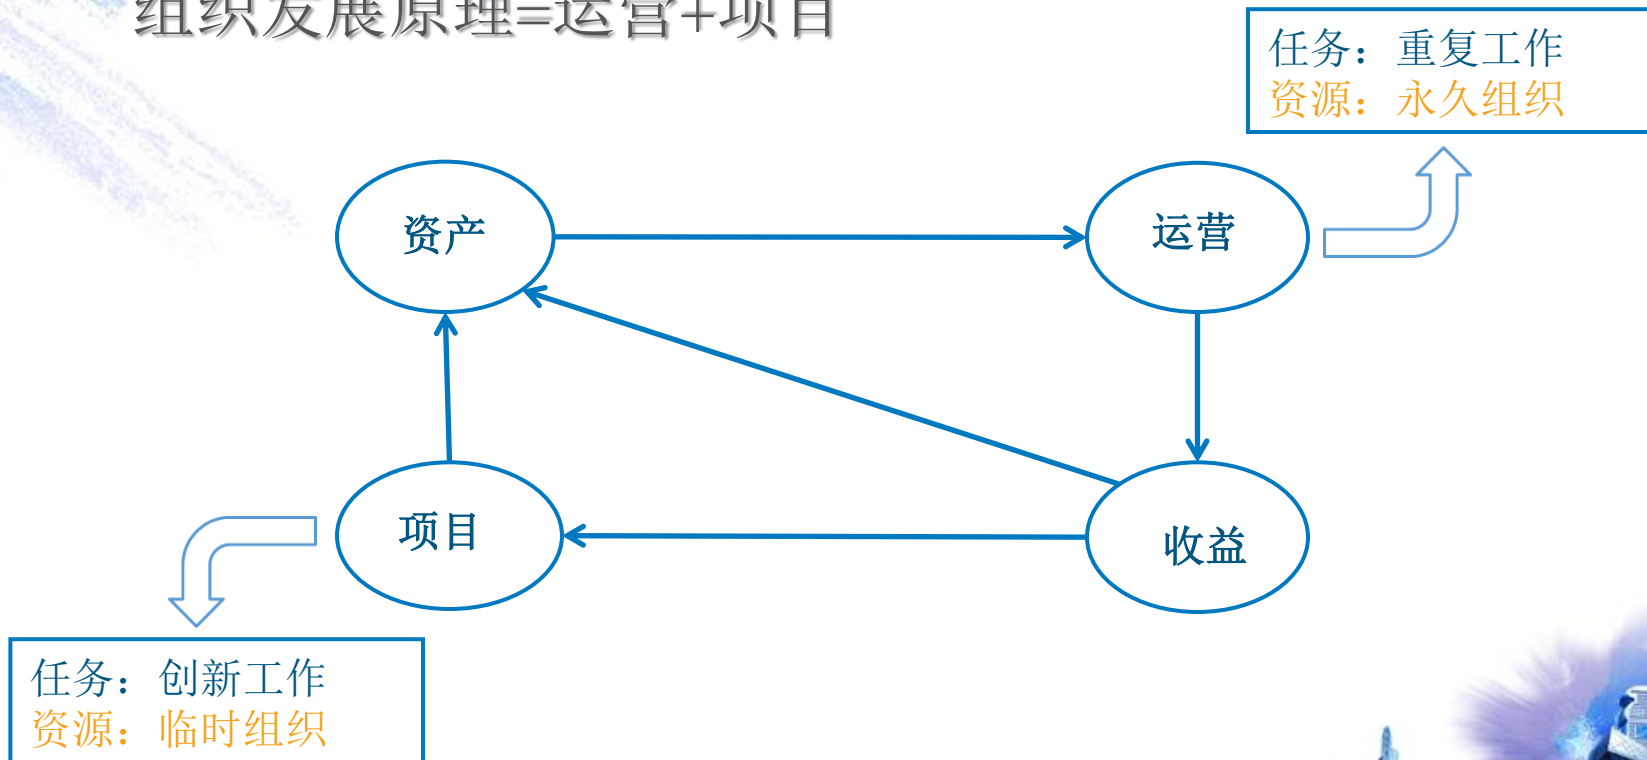 组织发展原理=运营+项目
任务：重复工作
资源：永久组织
资产
运营
项目
收益
任务：创新工作
资源：临时组织